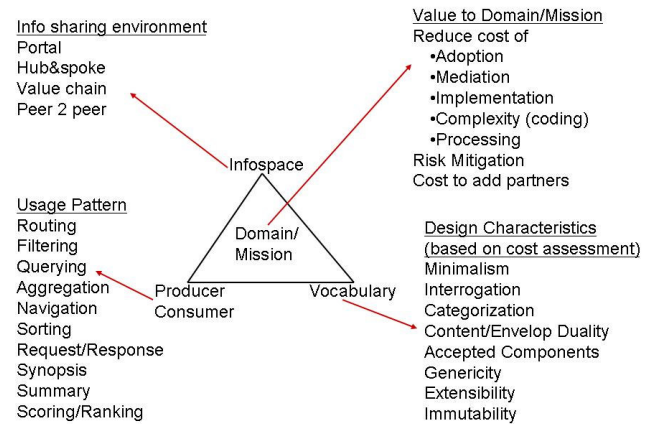 Info sharing environment
Portal
Hub&spoke
Value chain
Peer 2 peer
Value to Domain/Mission
Reduce cost of
•Adoption
•Mediation
•Implementation
•Complexity (coding)
•Processing
Risk Mitigation
Cost to add partners
Infospace
Domain/
Mission
Producer
Consumer
Vocabulary
Usage Pattern
Routing
Filtering
Querying
Aggregation
Navigation
Sorting
Request/Response
Synopsis
Summary
Scoring/Ranking
Design Characteristics
(based on cost assessment)
Minimalism
Interrogation
Categorization
Content/Envelop Duality
Accepted Components
Genericity
Extensibility
Immutability